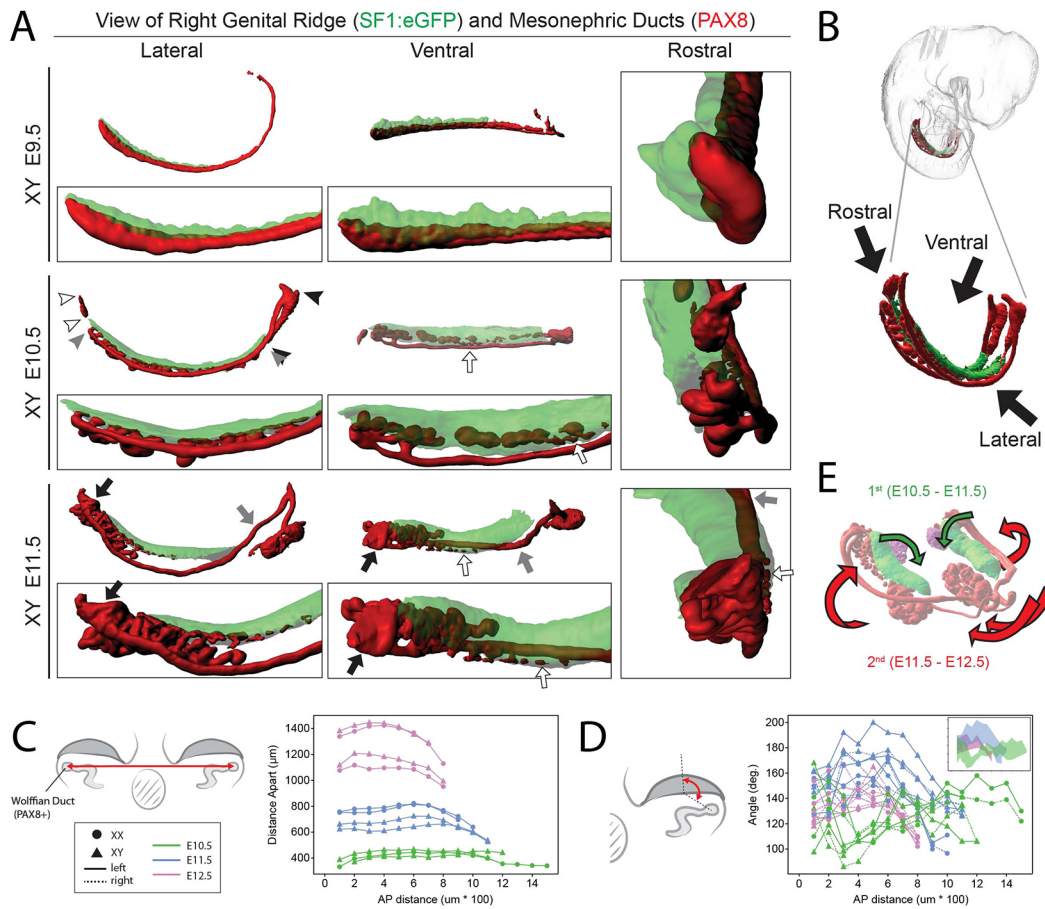 A
View of Right Genital Ridge (SF1:eGFP) and Mesonephric Ducts (PAX8)
Lateral
Ventral
Rostral
XY E9.5
XY E10.5
XY E11.5
B
Rostral
Ventral
Lateral
E
1st (E10.5 - E11.5)
2nd (E11.5 - E12.5)
C
Wolffian Duct
(PAX8+)
XX
XY
left
right
E10.5
E11.5
E12.5
Distance Apart (µm)
1400
1200
1000
800
600
400
0 2 4 6 8 10 12 14
AP distance (um * 100)
D
Angle (deg.)
200
180
160
140
120
100
0 2 4 6 8 10 12 14
AP distance (um * 100)